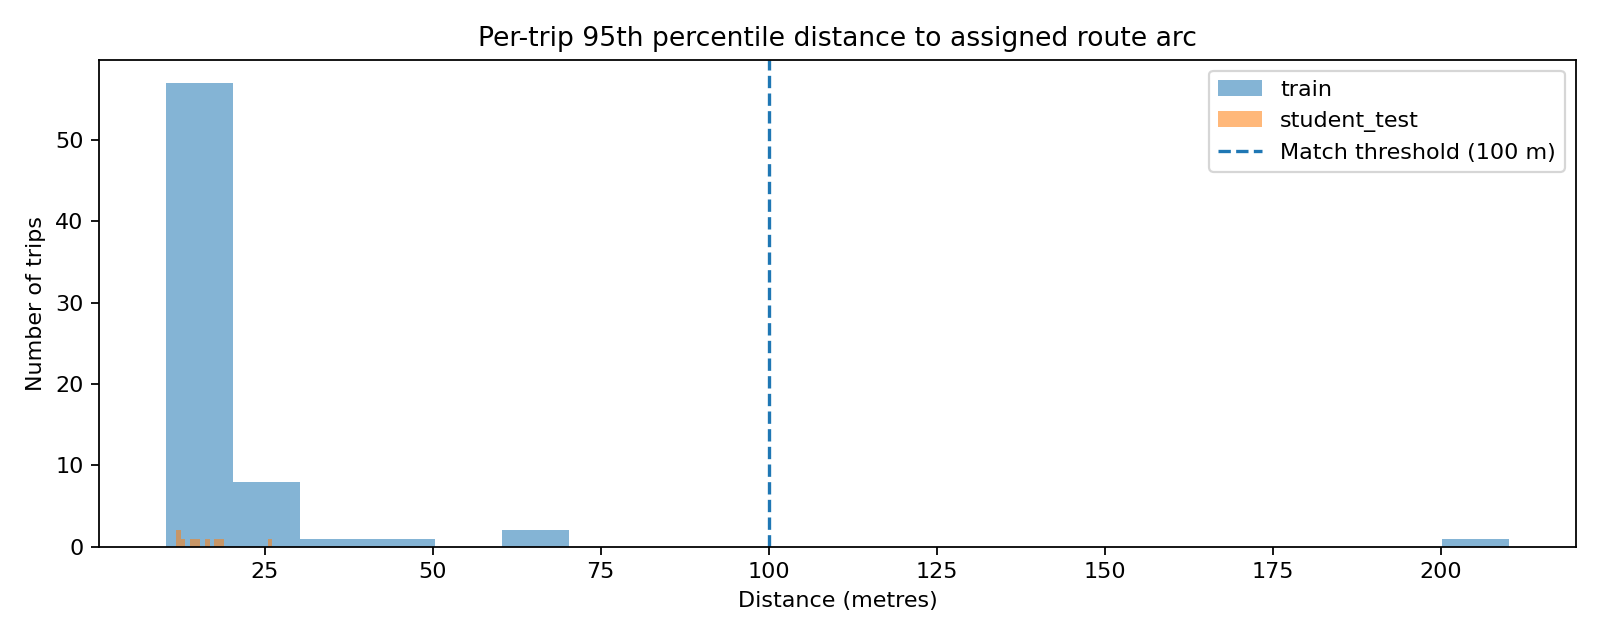 Per-trip 95th percentile distance to assigned route arc
train
student_test
Match threshold (100 m)
Number of trips
50
40
30
20
10
0
25
50
75
100
125
150
175
200
Distance (metres)